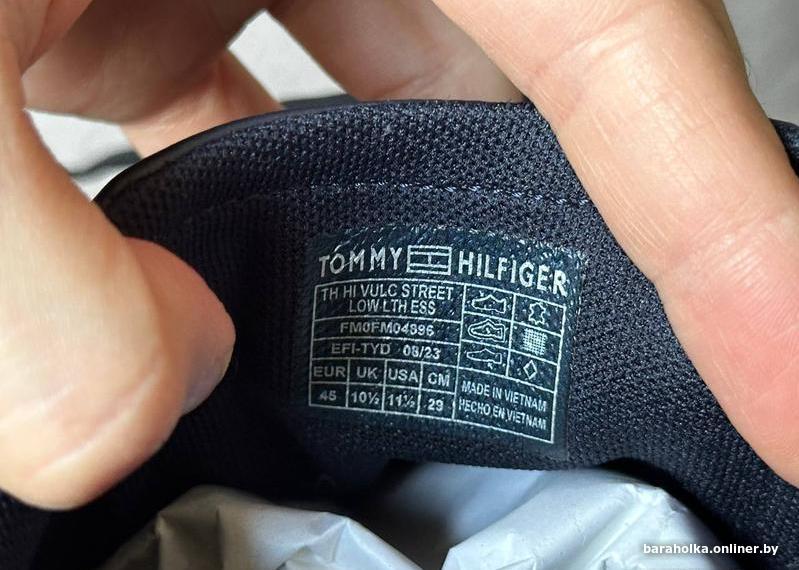 TOMMY HILFIGER
TH HI VULC STREET
LOW LTH ESS
FM0FM04896
EFI-TYD 08/23
EUR UK USA CM
45 10½ 11½ 29
MADE IN VIETNAM
HECHO EN VIETNAM
baraholka.onliner.by